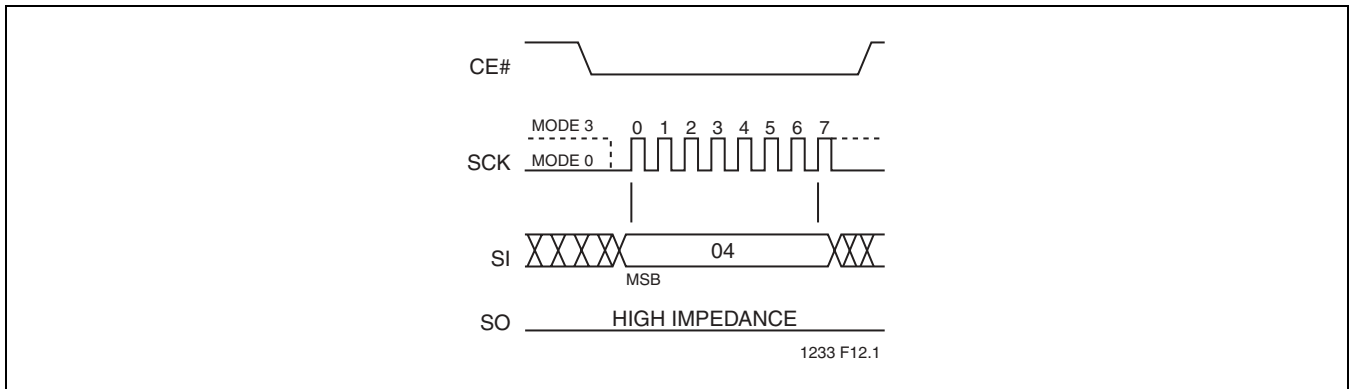 CE#
MODE 3 0 1 2 3 4 5 6 7
SCK MODE 0
SI 04
MSB
SO HIGH IMPEDANCE
1233 F12.1